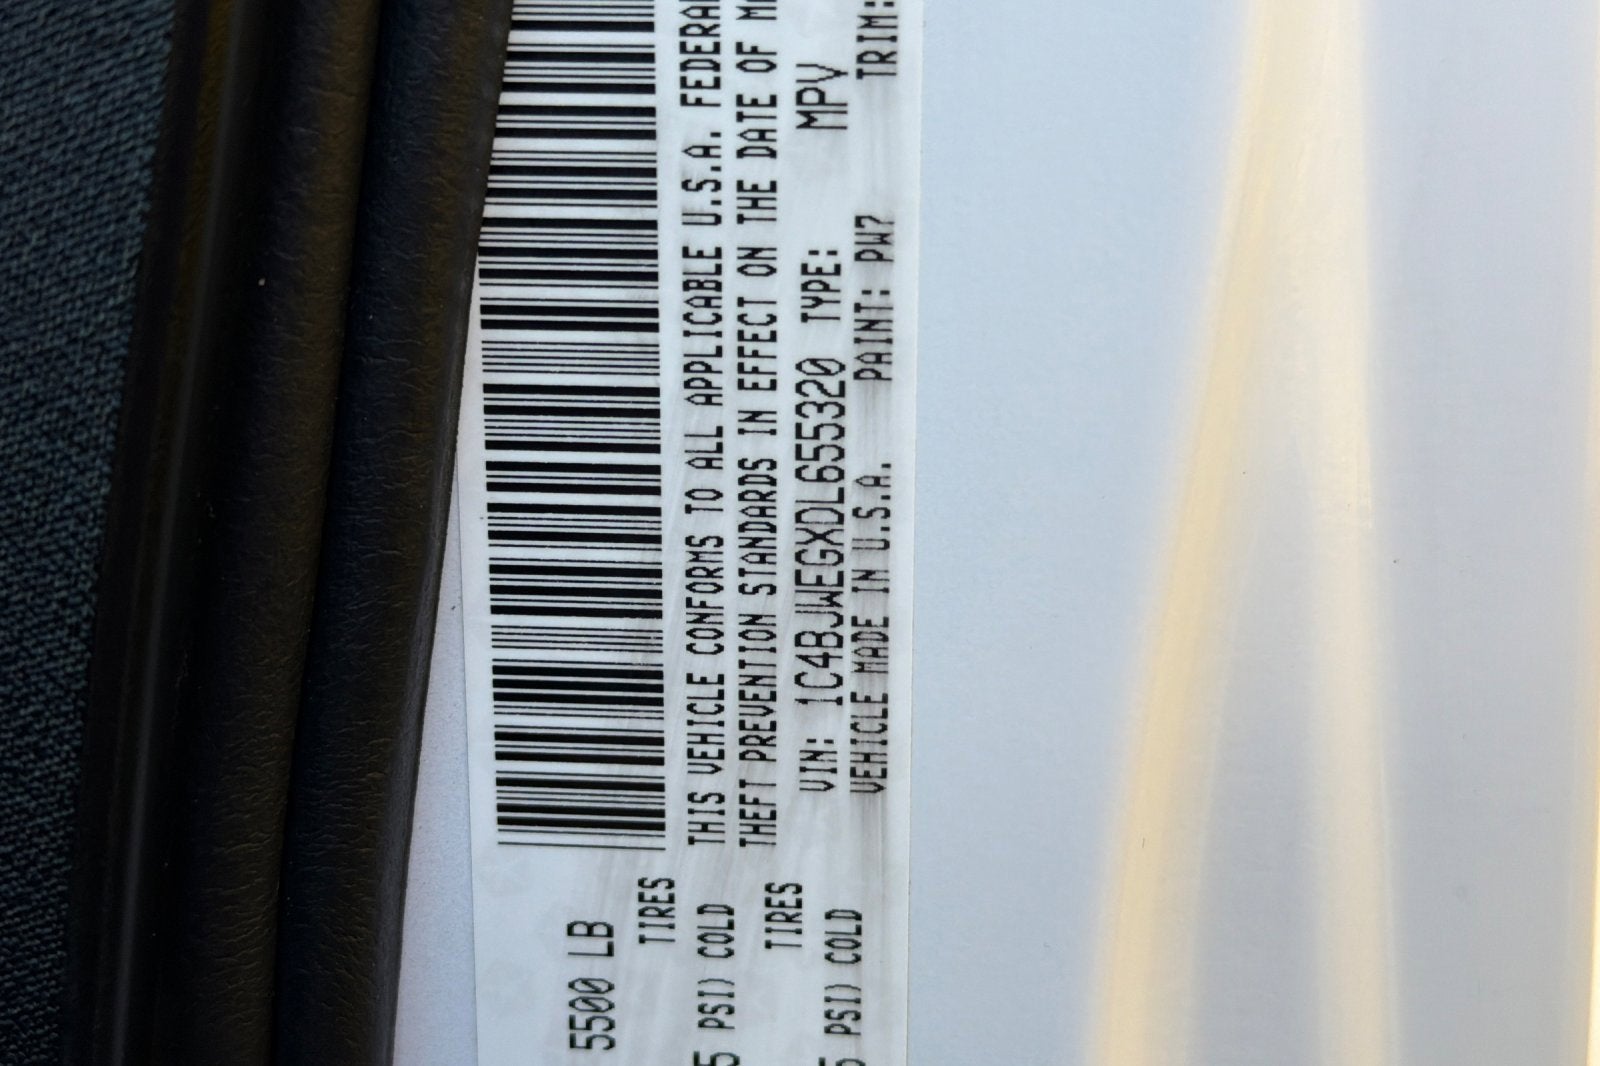 5500 LB
TIRES
5 PSI) COLD
TIRES
5 PSI) COLD
THIS VEHICLE CONFORMS TO ALL APPLICABLE U.S.A. FEDERA
THEFT PREVENTION STANDARDS IN EFFECT ON THE DATE OF M
VIN: 1C4BJWEGXDL655320 TYPE: MPV
VEHICLE MADE IN U.S.A. PAINT: PW7 TRIM: